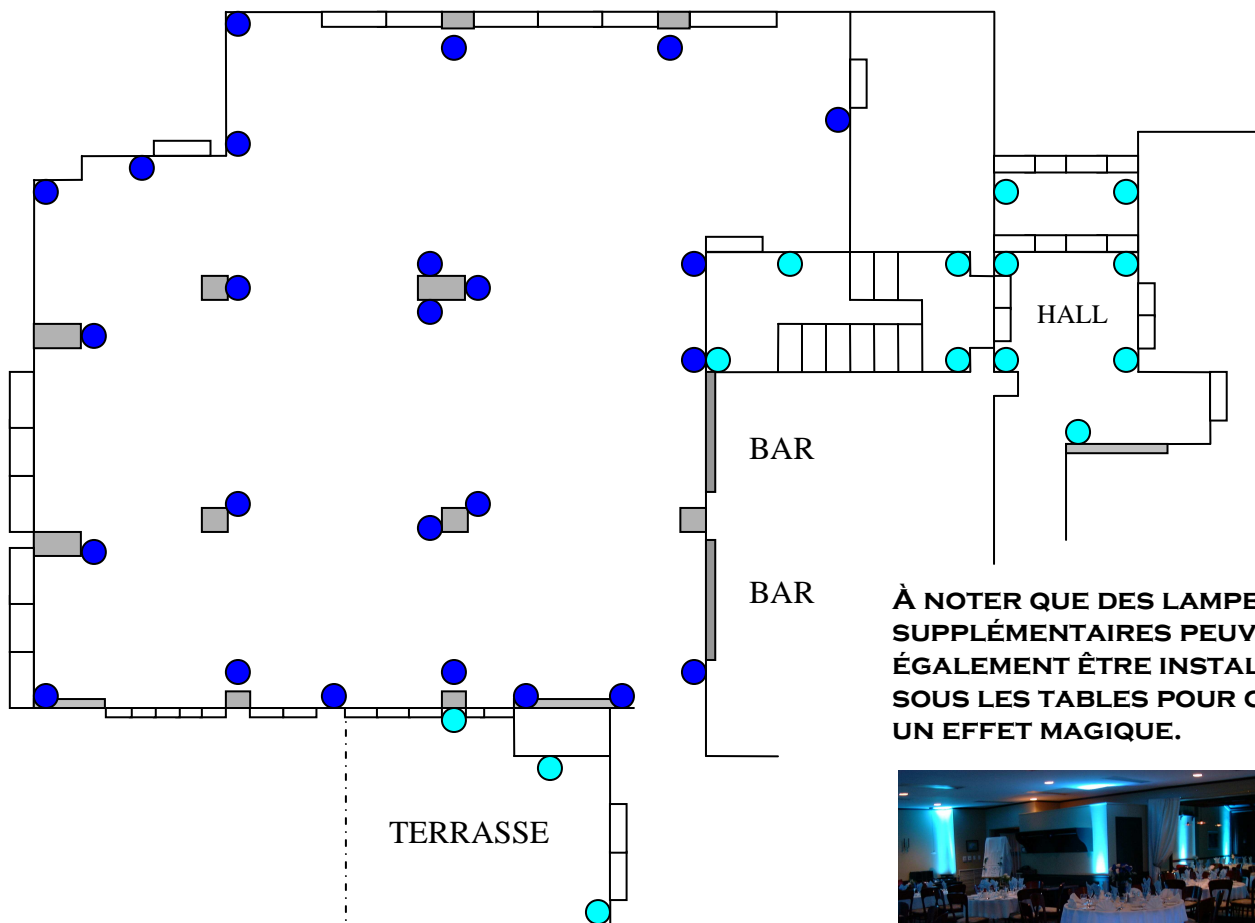 HALL
BAR
BAR
À NOTER QUE DES LAMPE
SUPPLÉMENTAIRES PEUV
ÉGALEMENT ÊTRE INSTAL
SOUS LES TABLES POUR
UN EFFET MAGIQUE.
TERRASSE